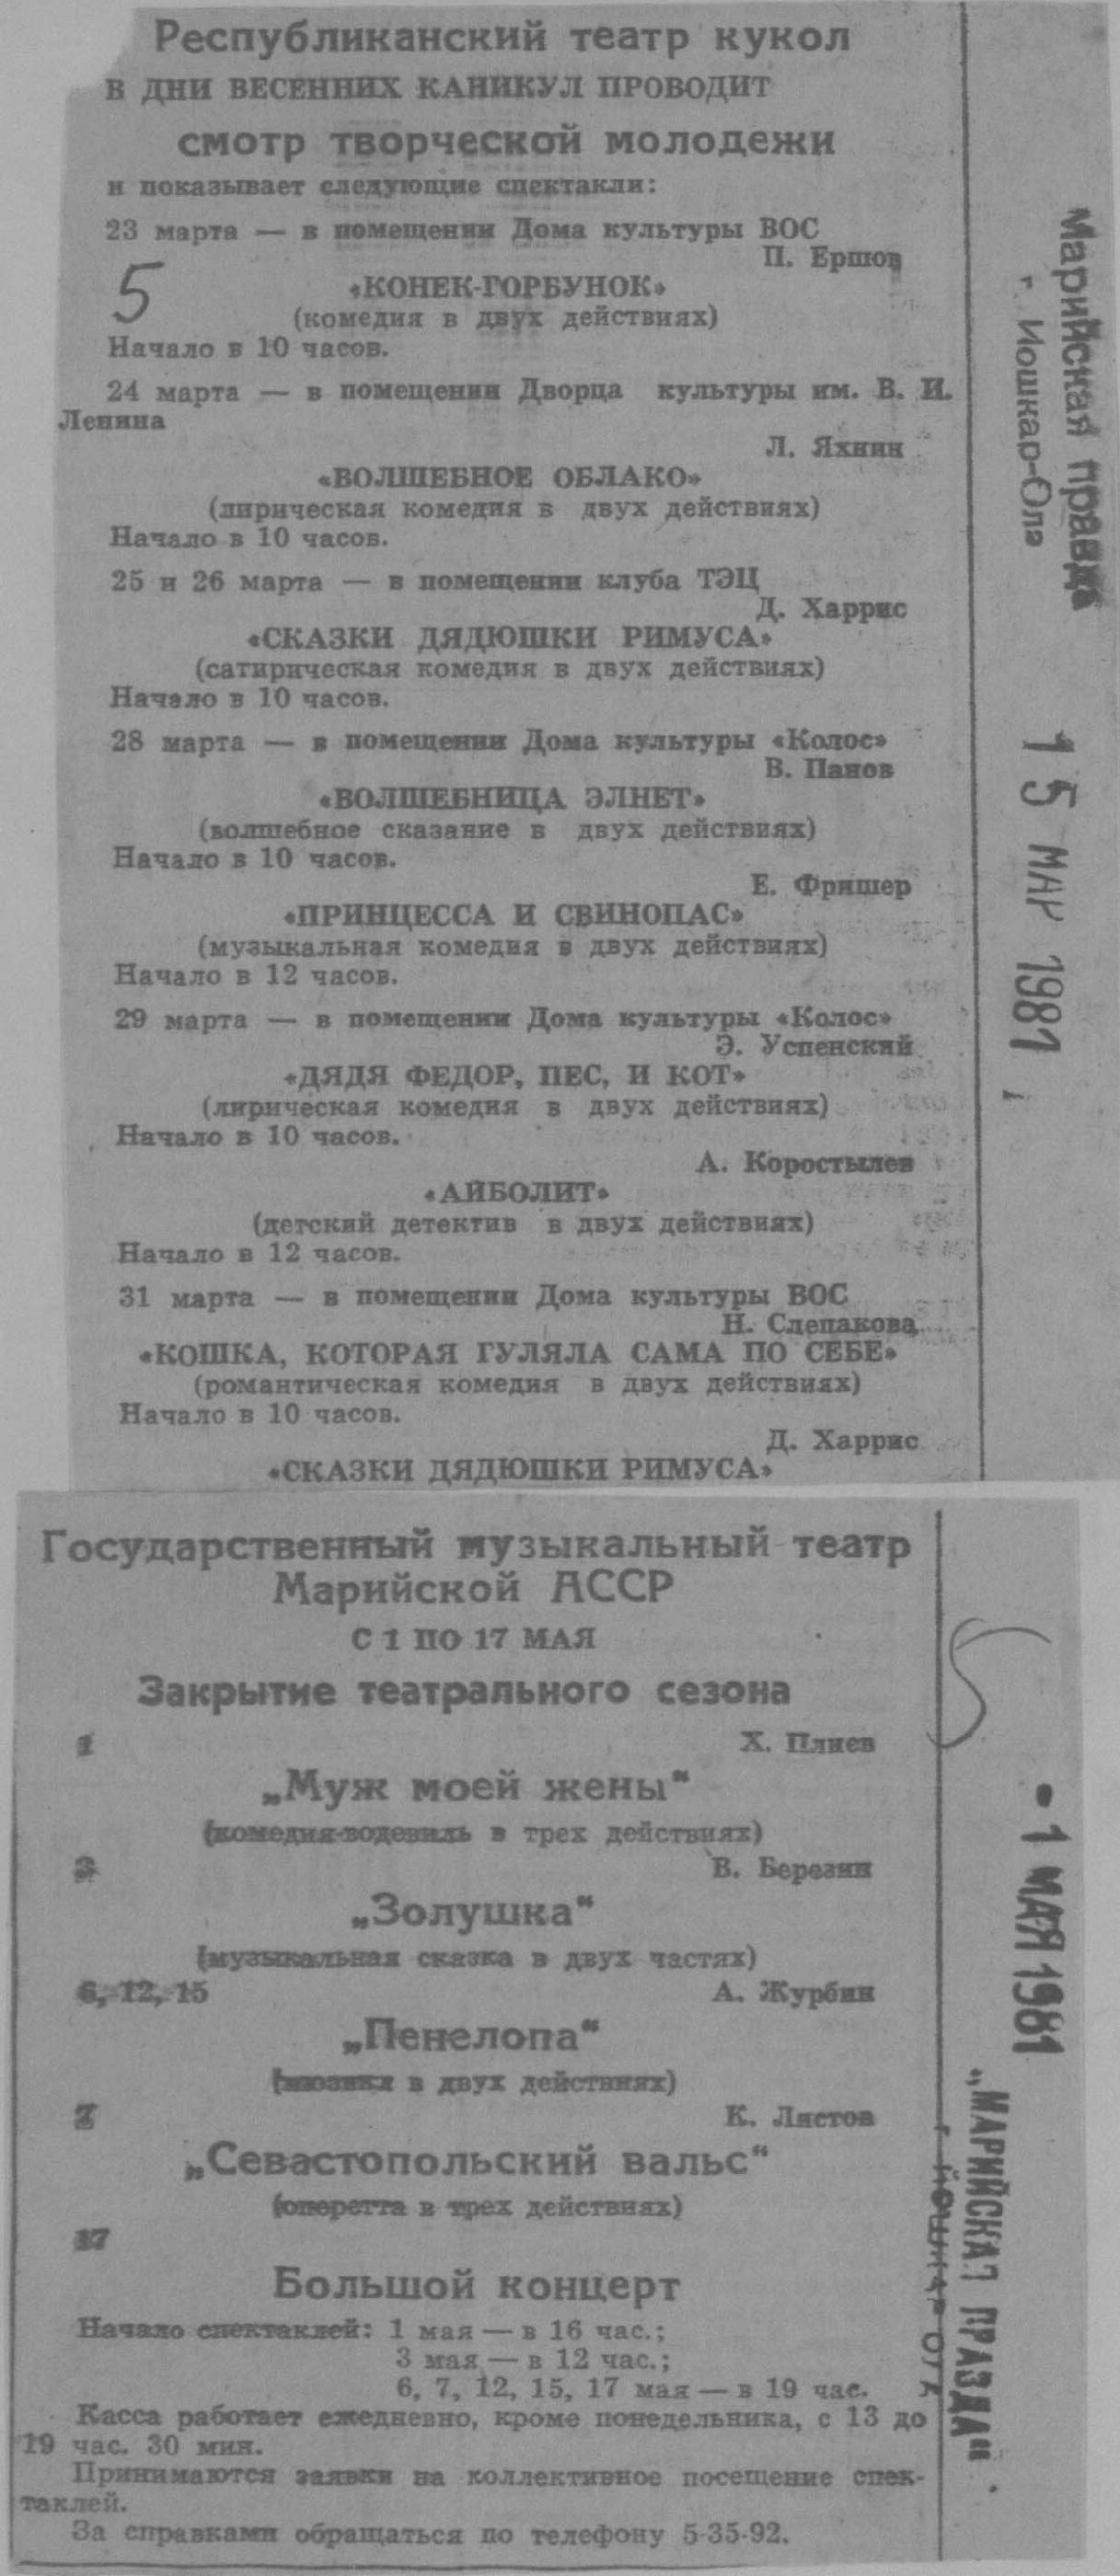 Республиканский театр кукол
В ДНИ ВЕСЕННИХ КАНИКУЛ ПРОВОДИТ
смотр творческой молодежи
и показывает следующие спектакли:
23 марта — в помещении Дома культуры ВОС
П. Ершов
5
«КОНЕК-ГОРБУНОК»
(комедия в двух действиях)
Начало в 10 часов.
24 марта — в помещении Дворца культуры им. В. И.
Ленина
Л. Яхнин
«ВОЛШЕБНОЕ ОБЛАКО»
(лирическая комедия в двух действиях)
Начало в 10 часов.
25 и 26 марта — в помещении клуба ТЭЦ
Д. Харрис
«СКАЗКИ ДЯДЮШКИ РИМУСА»
(сатирическая комедия в двух действиях)
Начало в 10 часов.
28 марта — в помещении Дома культуры «Колос»
В. Панов
«ВОЛШЕБНИЦА ЭЛНЕТ»
(волшебное сказание в двух действиях)
Начало в 10 часов.
Е. Фришер
«ПРИНЦЕССА И СВИНОПАС»
(музыкальная комедия в двух действиях)
Начало в 12 часов.
29 марта — в помещении Дома культуры «Колос»
Э. Успенский
«ДЯДЯ ФЕДОР, ПЕС, И КОТ»
(лирическая комедия в двух действиях)
Начало в 10 часов.
А. Коростылев
«АЙБОЛИТ»
(детский детектив в двух действиях)
Начало в 12 часов.
31 марта — в помещении Дома культуры ВОС
Н. Слепакова
«КОШКА, КОТОРАЯ ГУЛЯЛА САМА ПО СЕБЕ»
(романтическая комедия в двух действиях)
Начало в 10 часов.
Д. Харрис
«СКАЗКИ ДЯДЮШКИ РИМУСА»
Марийская правда
г. Йошкар-Ола
15 МАР 1981
Государственный музыкальный театр
Марийской АССР
С 1 ПО 17 МАЯ
Закрытие театрального сезона
1
Х. Плиев
„Муж моей жены“
(комедия-водевиль в трех действиях)
3
В. Березин
„Золушка“
(музыкальная сказка в двух частях)
6, 12, 15
А. Журбин
„Пенелопа“
(мюзикл в двух действиях)
7
К. Листов
„Севастопольский вальс“
(оперетта в трех действиях)
17
Большой концерт
Начало спектаклей: 1 мая — в 16 час.;
3 мая — в 12 час.;
6, 7, 12, 15, 17 мая — в 19 час.
Касса работает ежедневно, кроме понедельника, с 13 до
19 час. 30 мин.
Принимаются заявки на коллективное посещение спек-
таклей.
За справками обращаться по телефону 5-35-92.
5
- 1 МАЯ 1981
„МАРИЙСКАЯ ПРАВДА“
г. ЙОШКАР-ОЛА